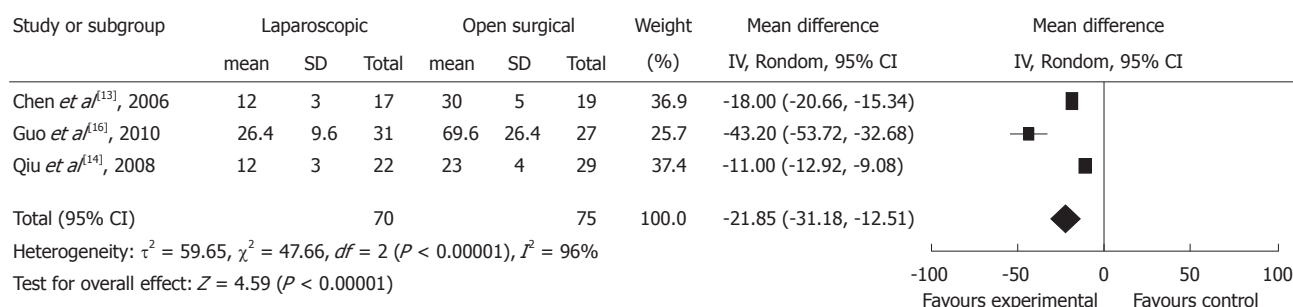 Study or subgroup Laparoscopic Open surgical Weight Mean difference Mean difference
mean SD Total mean SD Total (%) IV, Rondom, 95% CI IV, Rondom, 95% CI
Chen et al[13], 2006 12 3 17 30 5 19 36.9 -18.00 (-20.66, -15.34)
Guo et al[16], 2010 26.4 9.6 31 69.6 26.4 27 25.7 -43.20 (-53.72, -32.68)
Qiu et al[14], 2008 12 3 22 23 4 29 37.4 -11.00 (-12.92, -9.08)
Total (95% CI) 70 75 100.0 -21.85 (-31.18, -12.51)
Heterogeneity: τ² = 59.65, χ² = 47.66, df = 2 (P < 0.00001), I² = 96%
Test for overall effect: Z = 4.59 (P < 0.00001)
-100 -50 0 50 100
Favours experimental Favours control